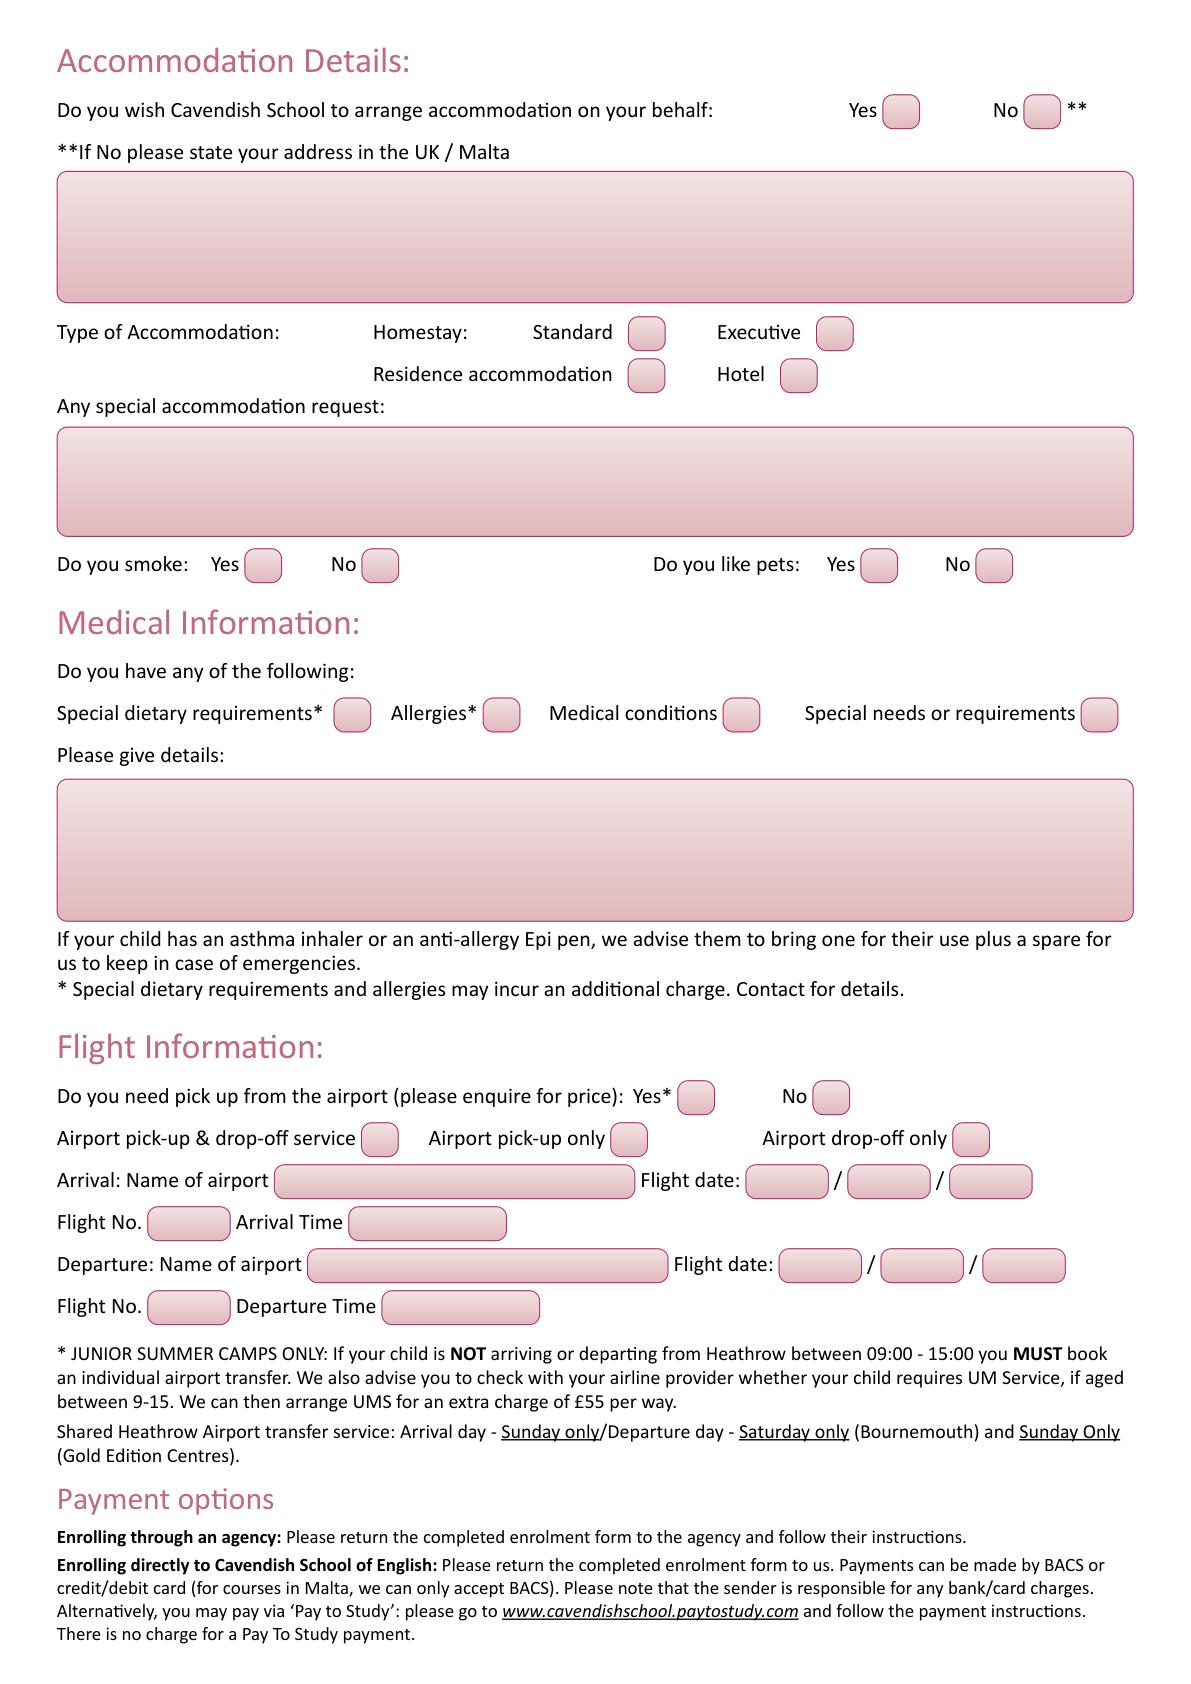 Accommodation Details:
Do you wish Cavendish School to arrange accommodation on your behalf: Yes No **
**If No please state your address in the UK / Malta
Type of Accommodation: Homestay: Standard Executive
Residence accommodation Hotel
Any special accommodation request:
Do you smoke: Yes No Do you like pets: Yes No
Medical Information:
Do you have any of the following:
Special dietary requirements* Allergies* Medical conditions Special needs or requirements
Please give details:
If your child has an asthma inhaler or an anti-allergy Epi pen, we advise them to bring one for their use plus a spare for
us to keep in case of emergencies.
* Special dietary requirements and allergies may incur an additional charge. Contact for details.
Flight Information:
Do you need pick up from the airport (please enquire for price): Yes* No
Airport pick-up & drop-off service Airport pick-up only Airport drop-off only
Arrival: Name of airport Flight date: / /
Flight No. Arrival Time
Departure: Name of airport Flight date: / /
Flight No. Departure Time
* JUNIOR SUMMER CAMPS ONLY: If your child is NOT arriving or departing from Heathrow between 09:00 - 15:00 you MUST book
an individual airport transfer. We also advise you to check with your airline provider whether your child requires UM Service, if aged
between 9-15. We can then arrange UMS for an extra charge of £55 per way.
Shared Heathrow Airport transfer service: Arrival day - Sunday only/Departure day - Saturday only (Bournemouth) and Sunday Only
(Gold Edition Centres).
Payment options
Enrolling through an agency: Please return the completed enrolment form to the agency and follow their instructions.
Enrolling directly to Cavendish School of English: Please return the completed enrolment form to us. Payments can be made by BACS or
credit/debit card (for courses in Malta, we can only accept BACS). Please note that the sender is responsible for any bank/card charges.
Alternatively, you may pay via ‘Pay to Study’: please go to www.cavendishschool.paytostudy.com and follow the payment instructions.
There is no charge for a Pay To Study payment.